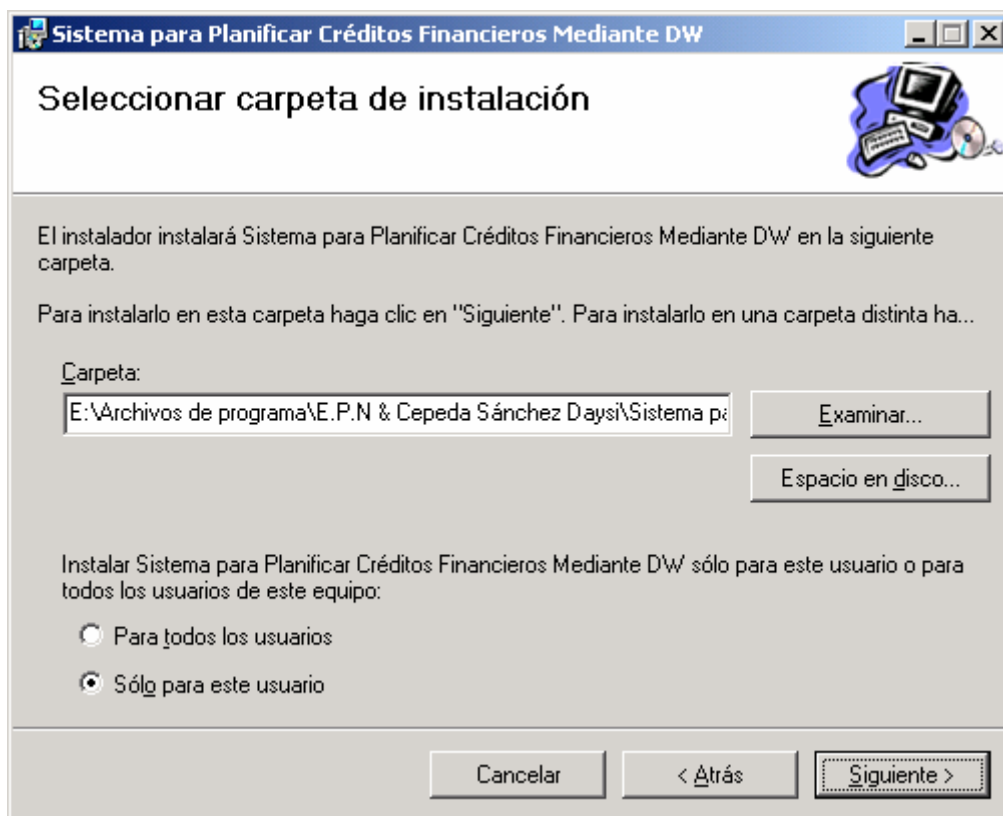 Sistema para Planificar Créditos Financieros Mediante DW
Seleccionar carpeta de instalación
El instalador instalará Sistema para Planificar Créditos Financieros Mediante DW en la siguiente
carpeta.
Para instalarlo en esta carpeta haga clic en "Siguiente". Para instalarlo en una carpeta distinta ha...
Carpeta:
E:\Archivos de programa\E.P.N & Cepeda Sánchez Daysi\Sistema pa
Examinar...
Espacio en disco...
Instalar Sistema para Planificar Créditos Financieros Mediante DW sólo para este usuario o para
todos los usuarios de este equipo:
Para todos los usuarios
Sólo para este usuario
Cancelar
< Atrás
Siguiente >